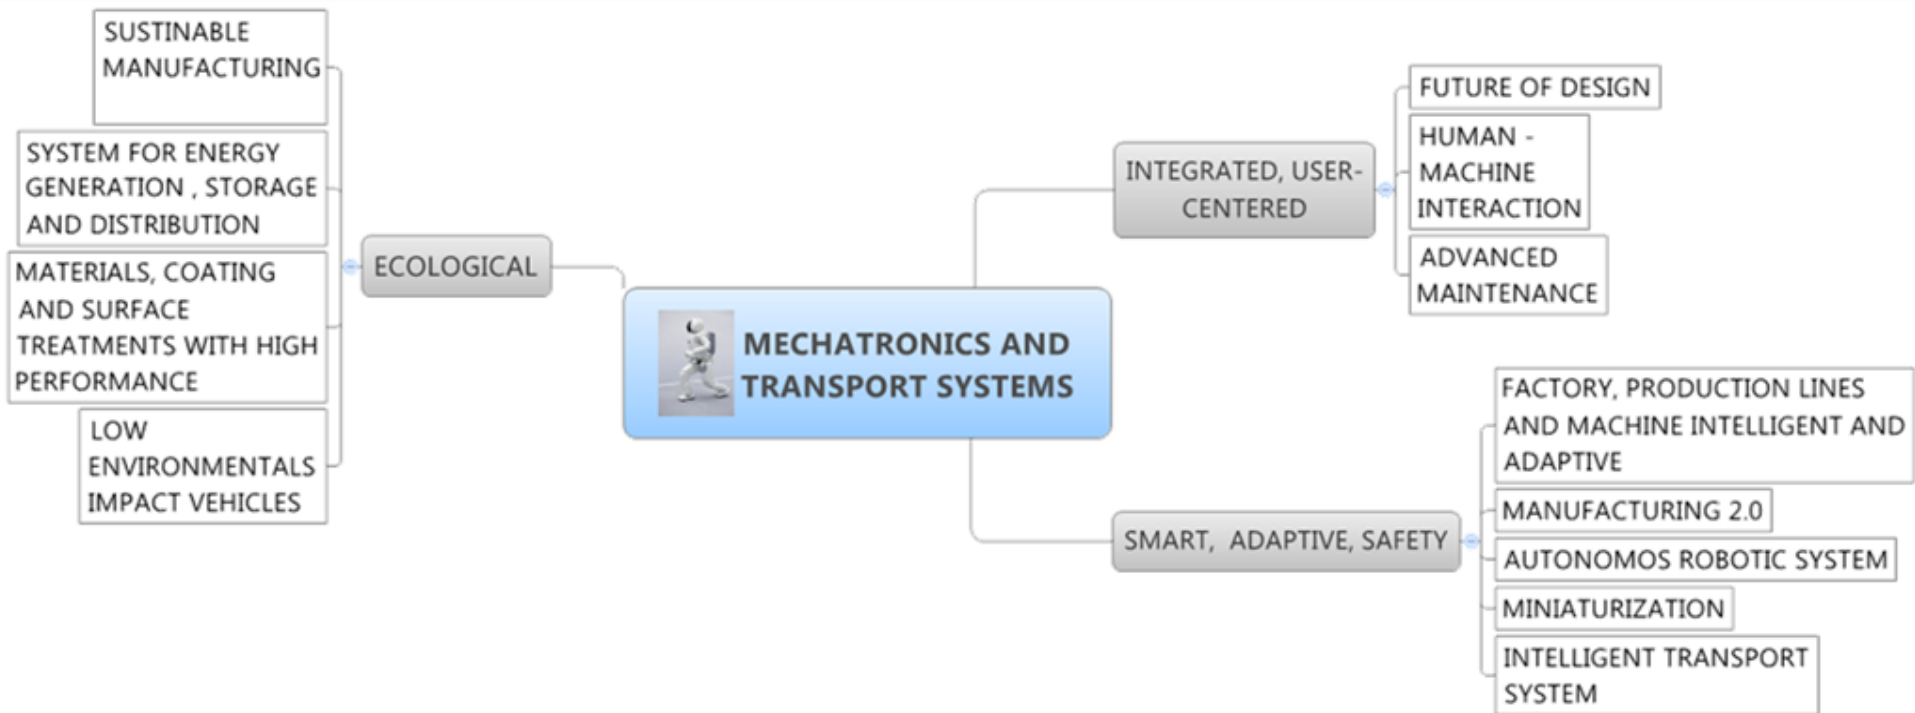 SUSTINABLE
MANUFACTURING
SYSTEM FOR ENERGY
GENERATION , STORAGE
AND DISTRIBUTION
MATERIALS, COATING
AND SURFACE
TREATMENTS WITH HIGH
PERFORMANCE
LOW
ENVIRONMENTALS
IMPACT VEHICLES
ECOLOGICAL
MECHATRONICS AND
TRANSPORT SYSTEMS
INTEGRATED, USER-
CENTERED
FUTURE OF DESIGN
HUMAN -
MACHINE
INTERACTION
ADVANCED
MAINTENANCE
SMART,  ADAPTIVE, SAFETY
FACTORY, PRODUCTION LINES
AND MACHINE INTELLIGENT AND
ADAPTIVE
MANUFACTURING 2.0
AUTONOMOS ROBOTIC SYSTEM
MINIATURIZATION
INTELLIGENT TRANSPORT
SYSTEM